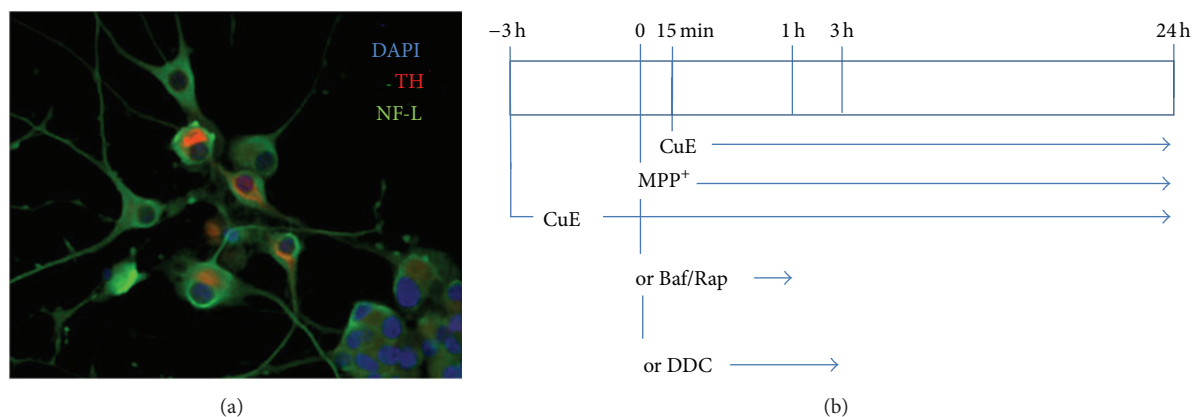 DAPI
-TH
NF-L
(a)
−3 h 0 15 min 1 h 3 h 24 h
CuE
MPP⁺
CuE
or Baf/Rap
or DDC
(b)